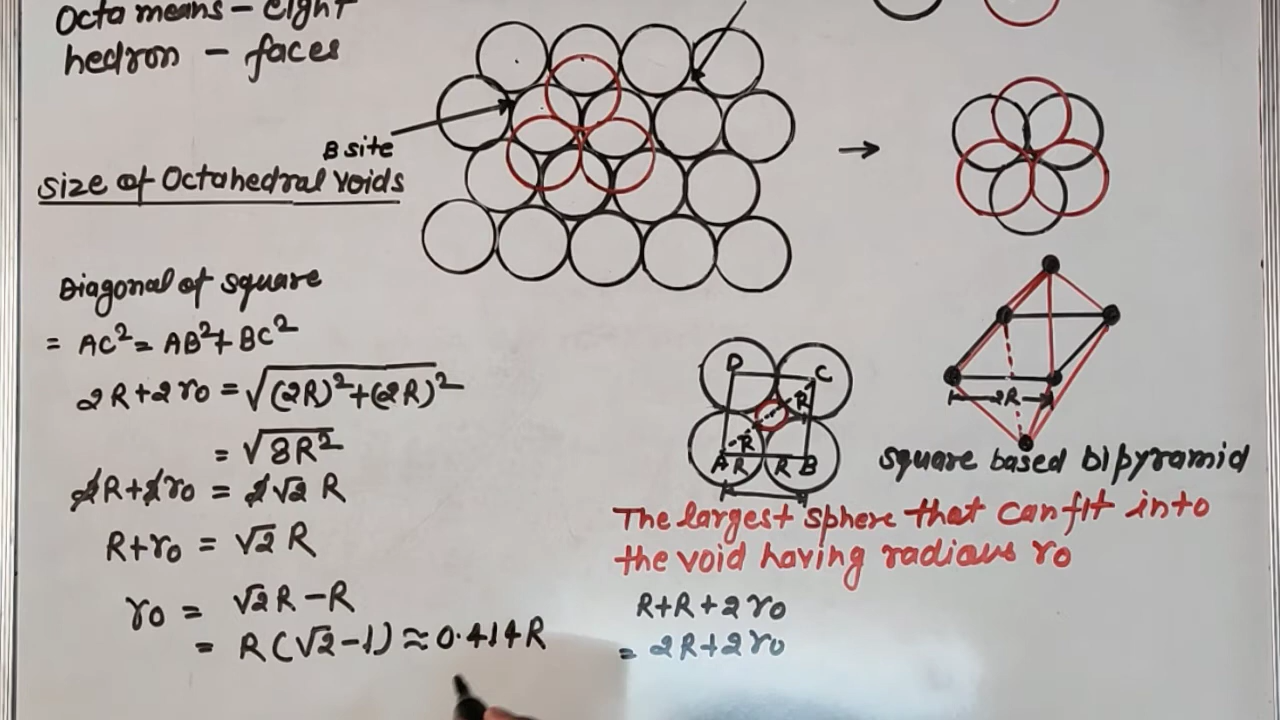 Octa means - eight
hedron - faces
B site
size of Octahedral voids
Diagonal of square
= AC²= AB²+ BC²
2R+2r0 = √(2R)²+(2R)²
= √8R²
2R+2r0 = 2√2 R
R+r0 = √2 R
r0 = √2R - R
= R(√2-1) ≈ 0.414R
D
C
R
R
A
R
R
B
2R
square based bipyramid
The largest sphere that can fit into
the void having radious r0
R+R+2r0
= 2R+2r0